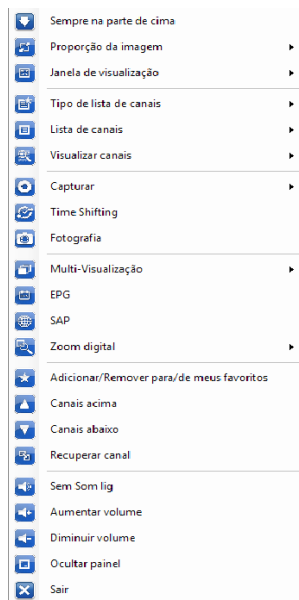 Sempre na parte de cima
Proporção da imagem
Janela de visualização
Tipo de lista de canais
Lista de canais
Visualizar canais
Capturar
Time Shifting
Fotografia
Multi-Visualização
EPG
SAP
Zoom digital
Adicionar/Remover para/de meus favoritos
Canais acima
Canais abaixo
Recuperar canal
Sem Som lig
Aumentar volume
Diminuir volume
Ocultar painel
Sair